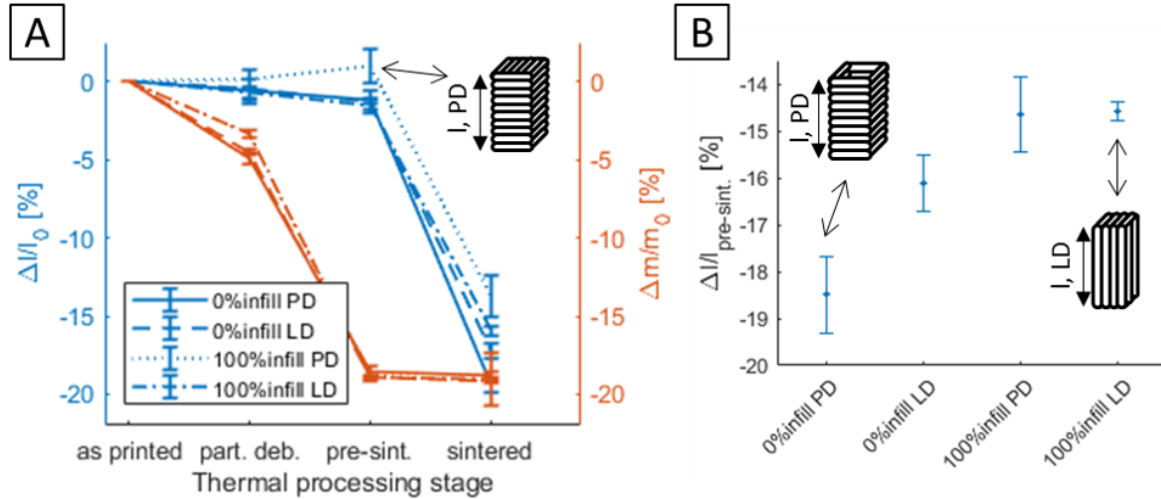 A
Δl/l0 [%]
0
-5
-10
-15
-20
0%infill PD
0%infill LD
100%infill PD
100%infill LD
l, PD
0
-5
-10
-15
-20
Δm/m0 [%]
as printed
part. deb.
pre-sint.
sintered
Thermal processing stage
B
Δl/lpre-sint. [%]
-14
-15
-16
-17
-18
-19
-20
l, PD
l, LD
0%infill PD
0%infill LD
100%infill PD
100%infill LD